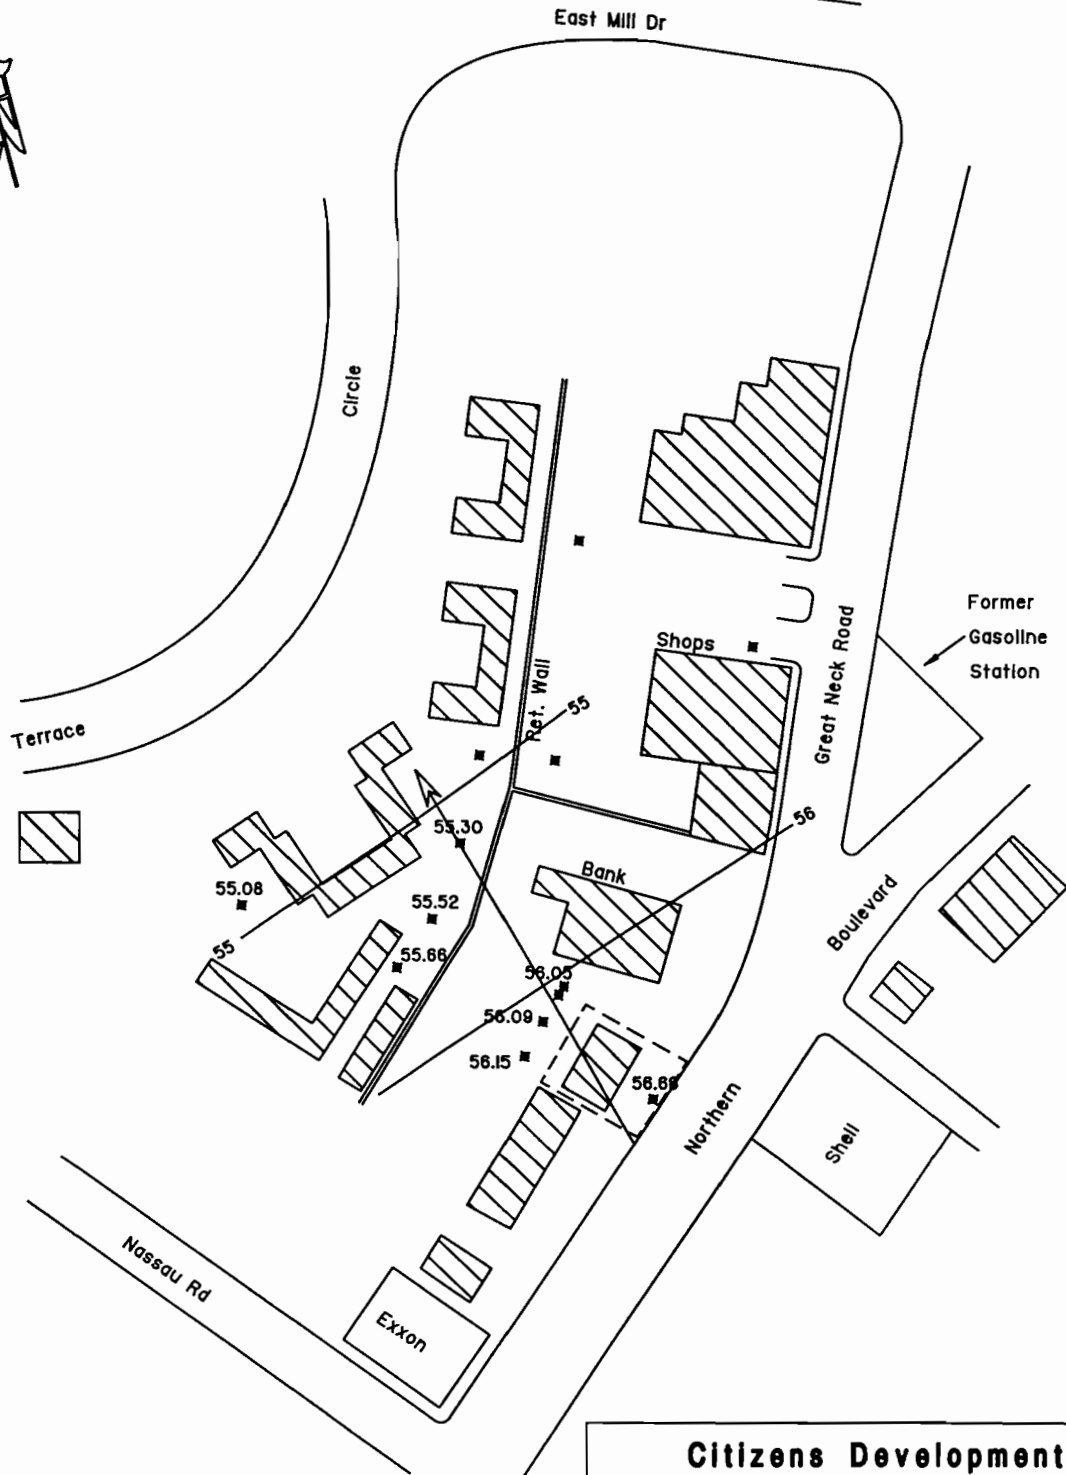 East Mill Dr
Circle
Former
Gasoline
Station
Shops
Great Neck Road
Ret. Wall
55
Terrace
56
55.30
Bank
55.08
55.52
Boulevard
55
55.66
56.05
56.09
56.15
56.66
Northern
Shell
Nassau Rd
Exxon
Citizens Development